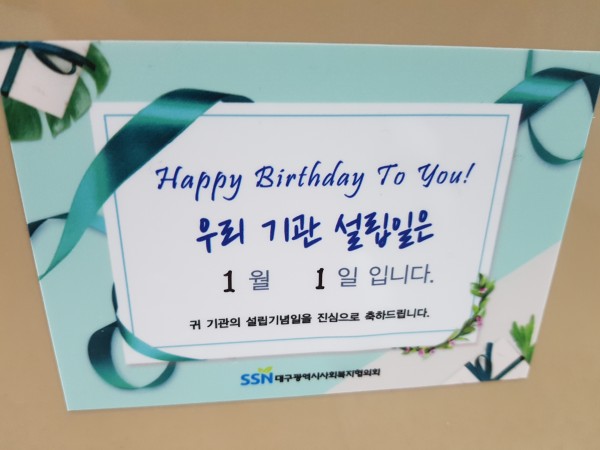 Happy Birthday To You!
우리 기관 설립일은
1 월 1 일 입니다.
귀 기관의 설립기념일을 진심으로 축하드립니다.
SSN 대구광역시사회복지협의회